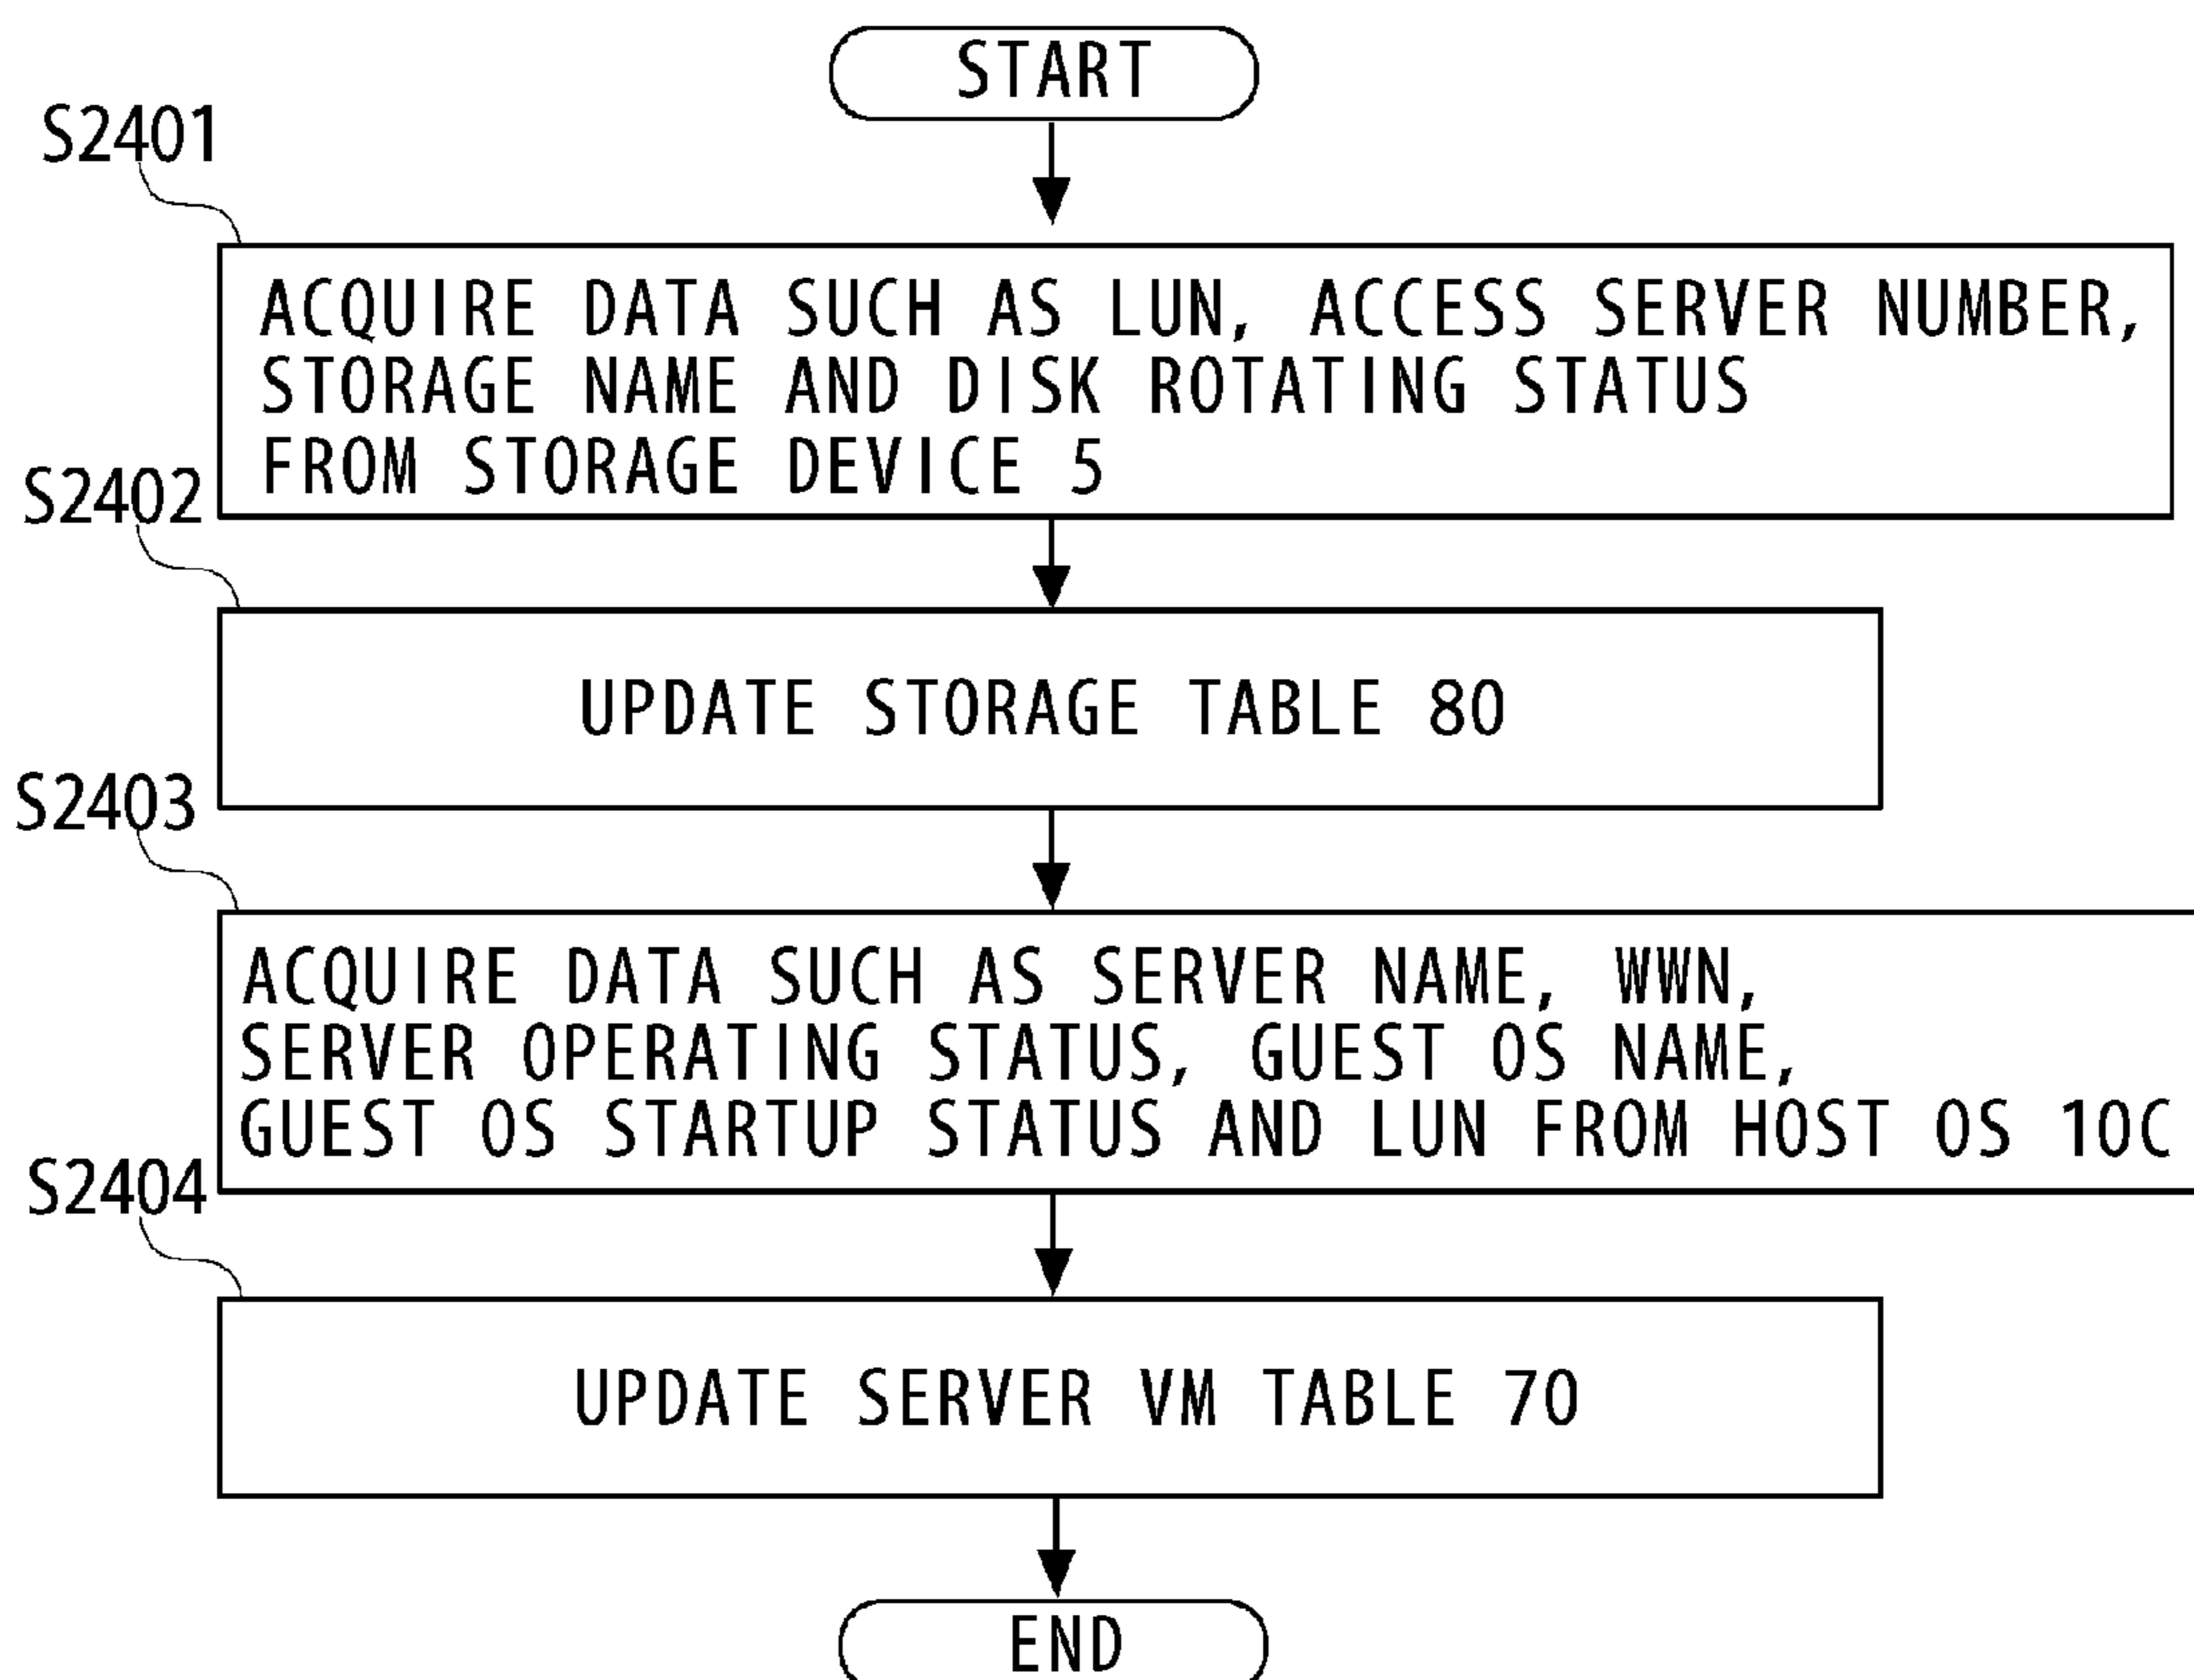 START
S2401
ACQUIRE DATA SUCH AS LUN, ACCESS SERVER NUMBER,
STORAGE NAME AND DISK ROTATING STATUS
FROM STORAGE DEVICE 5
S2402
UPDATE STORAGE TABLE 80
S2403
ACQUIRE DATA SUCH AS SERVER NAME, WWN,
SERVER OPERATING STATUS, GUEST OS NAME,
GUEST OS STARTUP STATUS AND LUN FROM HOST OS 10C
S2404
UPDATE SERVER VM TABLE 70
END